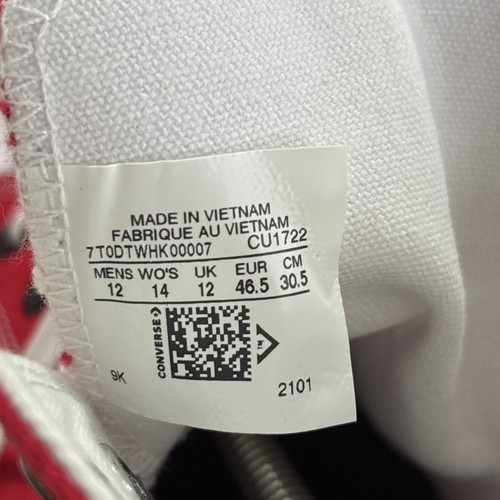 MADE IN VIETNAM
FABRIQUE AU VIETNAM
7T0DTWHK00007 CU1722
MENS WO'S UK EUR CM
12 14 12 46.5 30.5
CONVERSE
TM
9K
2101